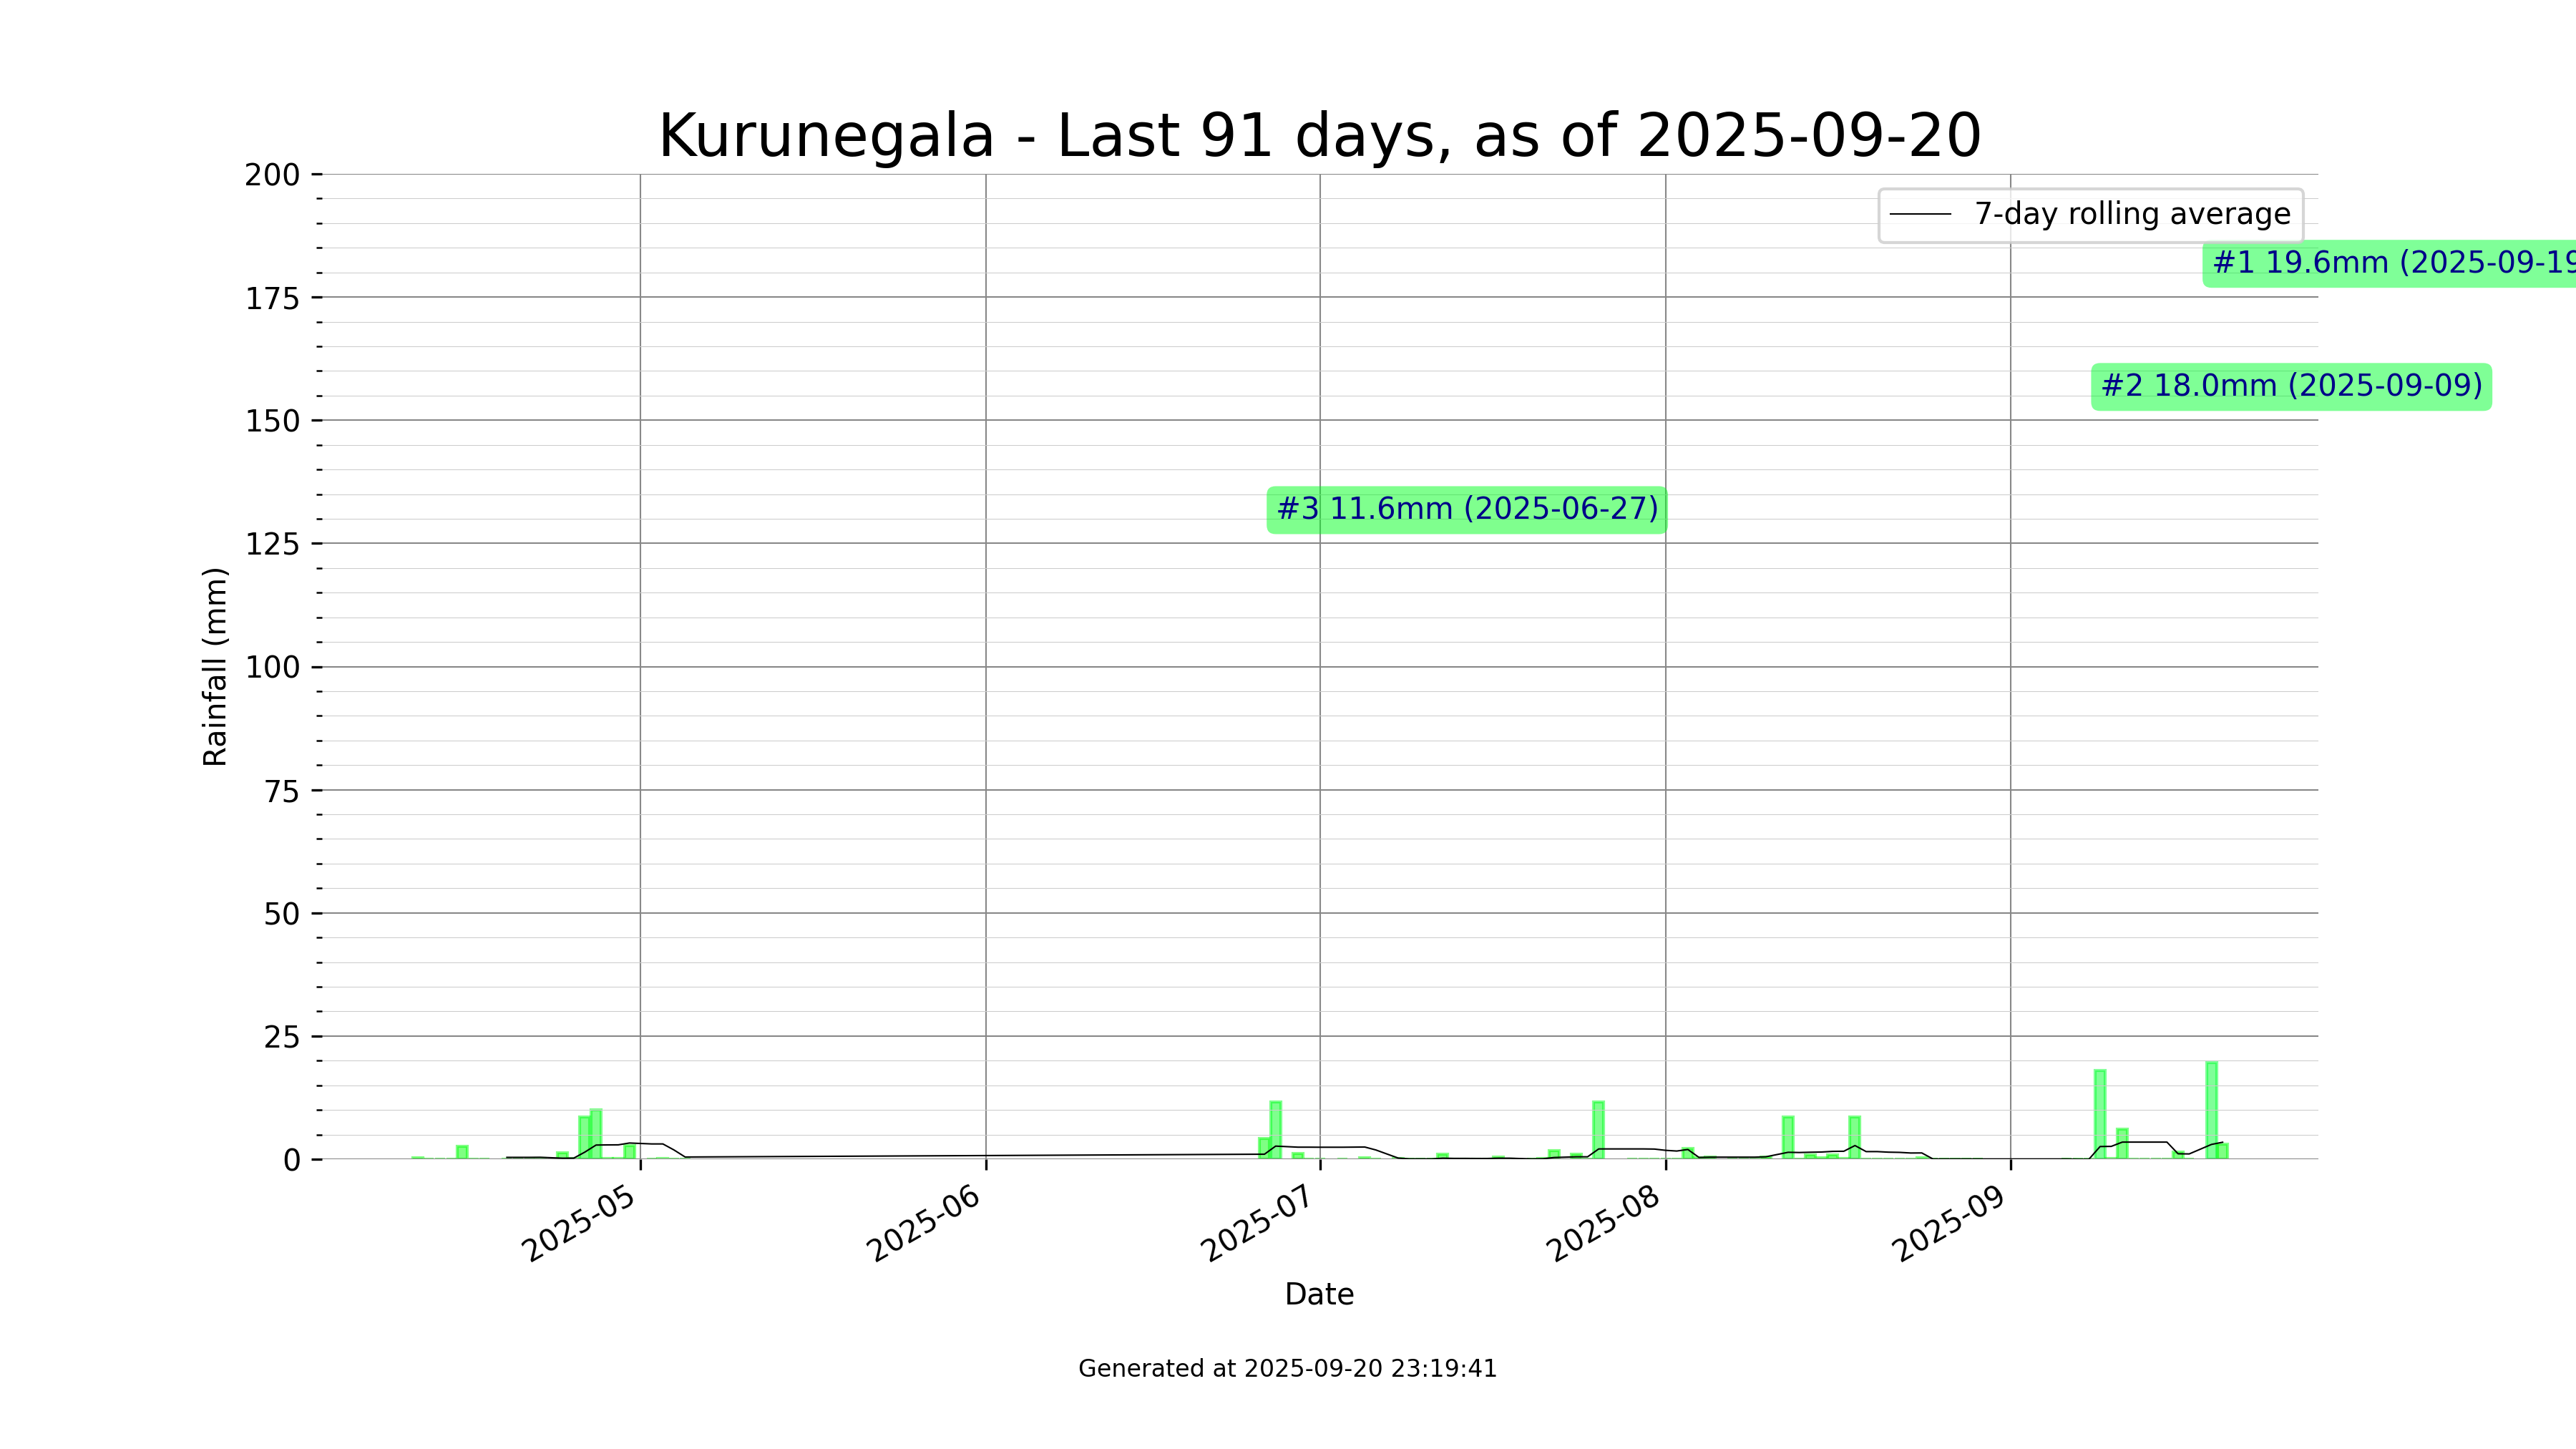 Kurunegala - Last 91 days, as of 2025-09-20
200
175
150
125
100
75
50
25
0
Rainfall (mm)
7-day rolling average
#1 19.6mm (2025-09-19
#2 18.0mm (2025-09-09)
#3 11.6mm (2025-06-27)
2025-05
2025-06
2025-07
2025-08
2025-09
Date
Generated at 2025-09-20 23:19:41